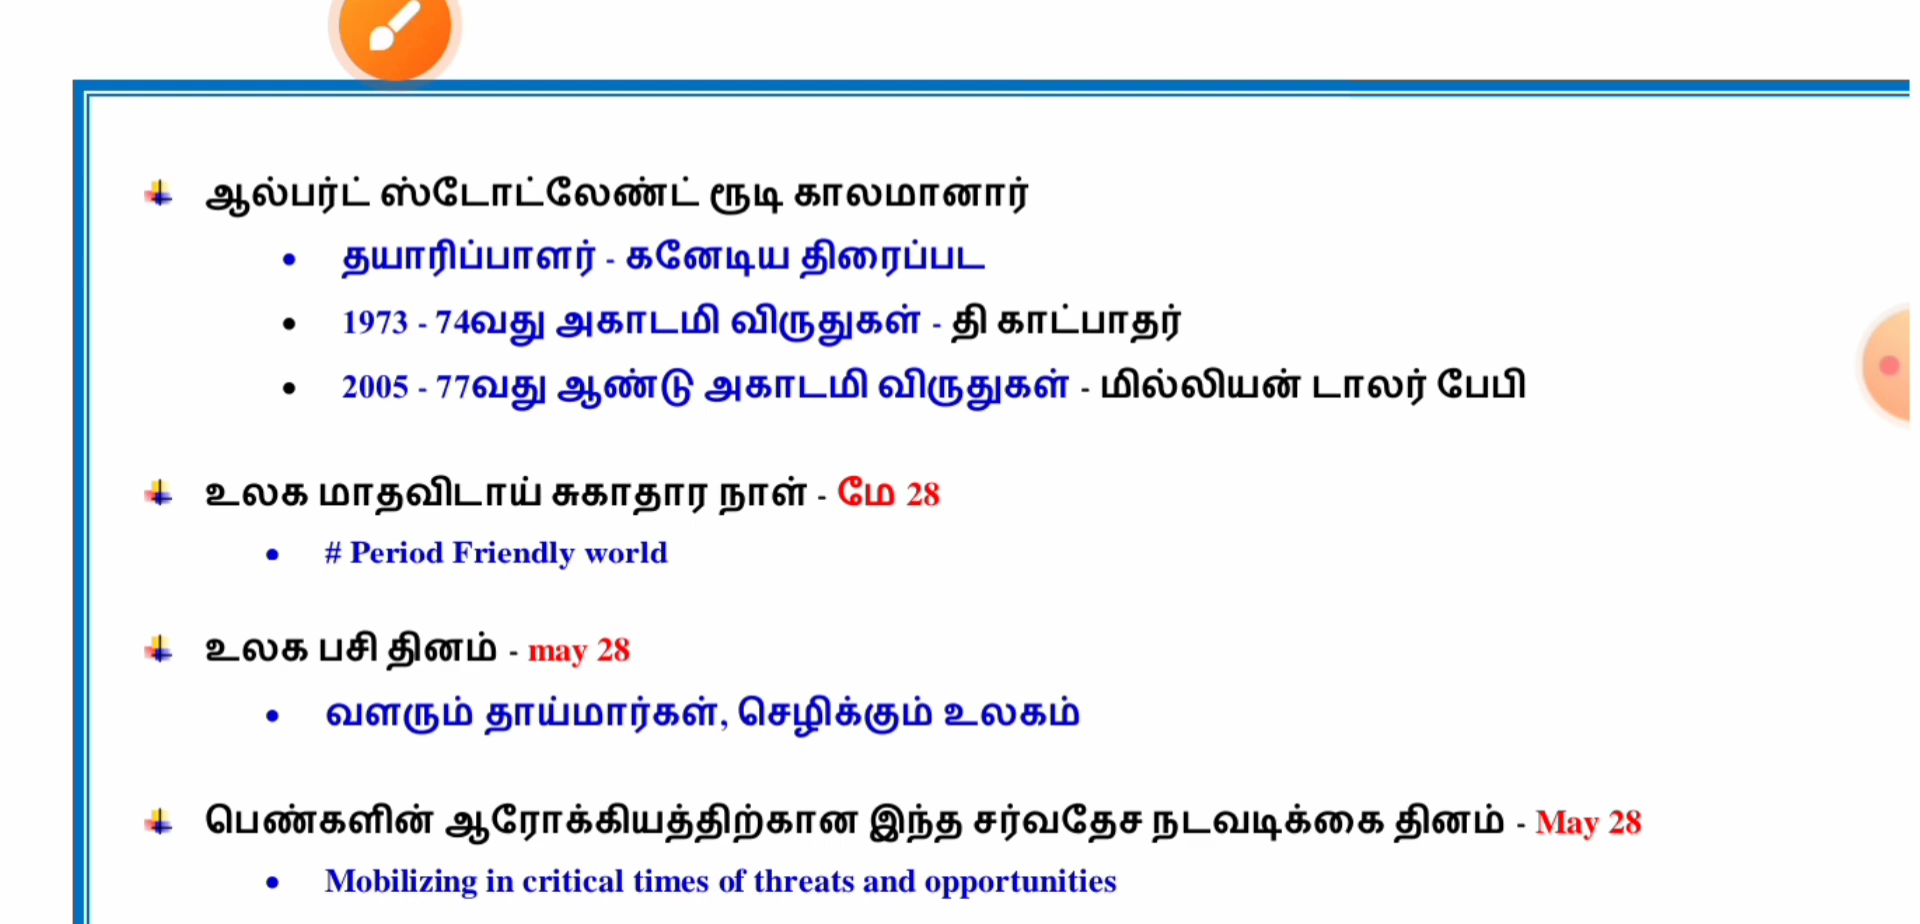 ஆல்பர்ட் ஸ்டோட்லேண்ட் ரூடி காலமானார்
தயாரிப்பாளர் - கனேடிய திரைப்பட
1973 - 74வது அகாடமி விருதுகள் - தி காட்பாதர்
2005 - 77வது ஆண்டு அகாடமி விருதுகள் - மில்லியன் டாலர் பேபி
உலக மாதவிடாய் சுகாதார நாள் - மே 28
# Period Friendly world
உலக பசி தினம் - may 28
வளரும் தாய்மார்கள், செழிக்கும் உலகம்
பெண்களின் ஆரோக்கியத்திற்கான இந்த சர்வதேச நடவடிக்கை தினம் - May 28
Mobilizing in critical times of threats and opportunities